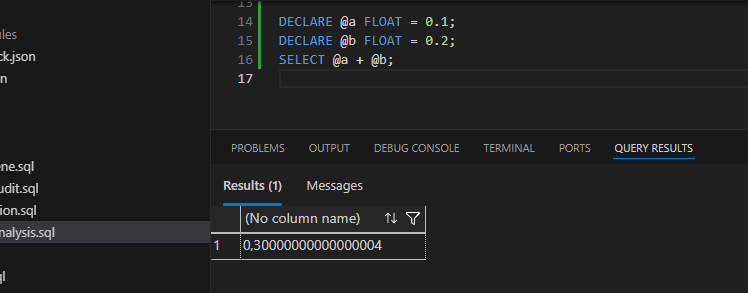 13
14 DECLARE @a FLOAT = 0.1;
15 DECLARE @b FLOAT = 0.2;
16 SELECT @a + @b;
17
ules
ck.json
n
ne.sql
udit.sql
ion.sql
nalysis.sql
ql
PROBLEMS OUTPUT DEBUG CONSOLE TERMINAL PORTS QUERY RESULTS
Results (1) Messages
(No column name)
1 0,30000000000000004